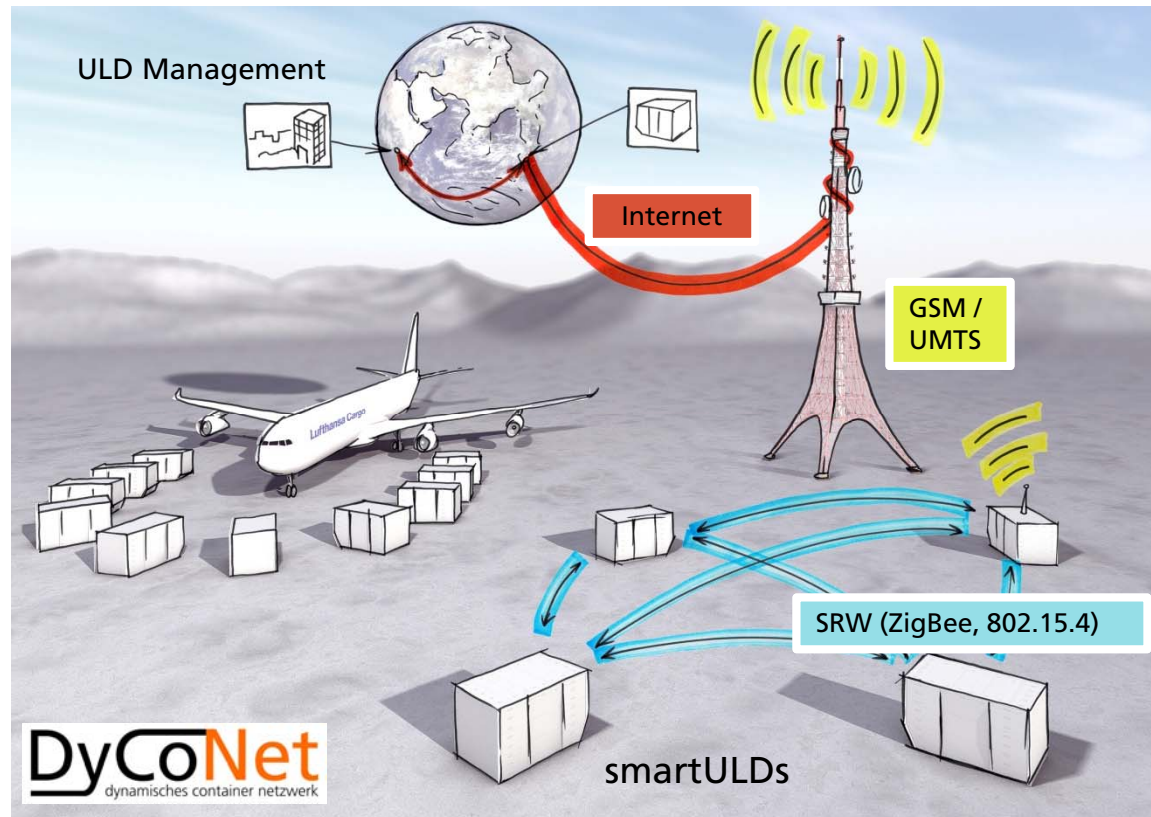 ULD Management
Internet
GSM /
UMTS
Lufthansa Cargo
SRW (ZigBee, 802.15.4)
smartULDs
DyCoNet
dynamisches container netzwerk